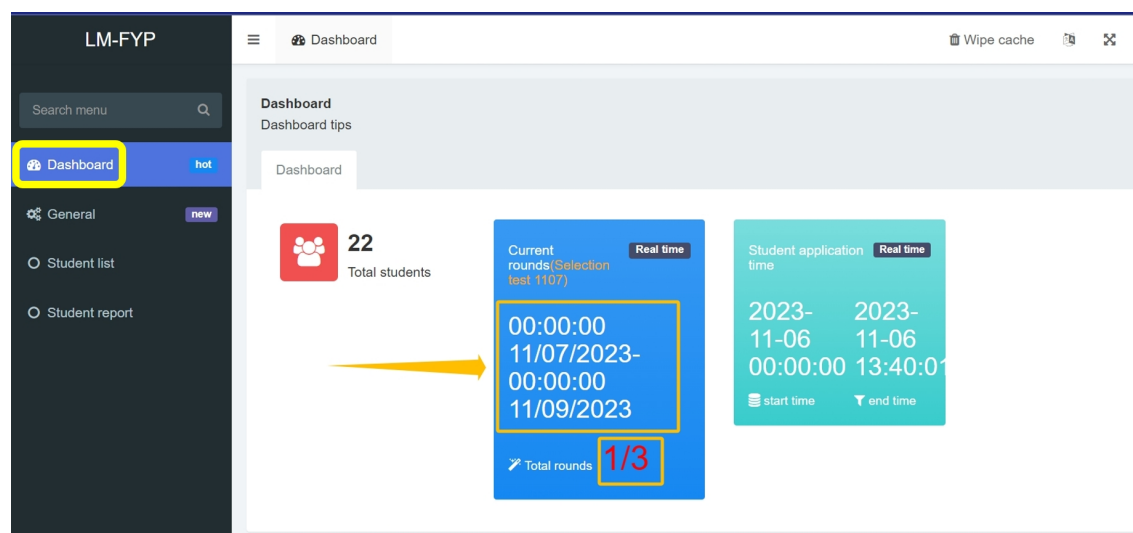 LM-FYP
Dashboard
Wipe cache
Search menu
Dashboard hot
General new
Student list
Student report
Dashboard
Dashboard tips
Dashboard
22
Total students
Current
rounds(Selection
test 1107)
Real time
00:00:00
11/07/2023-
00:00:00
11/09/2023
Total rounds 1/3
Student application
time
Real time
2023-
11-06
00:00:00
start time
2023-
11-06
13:40:01
end time